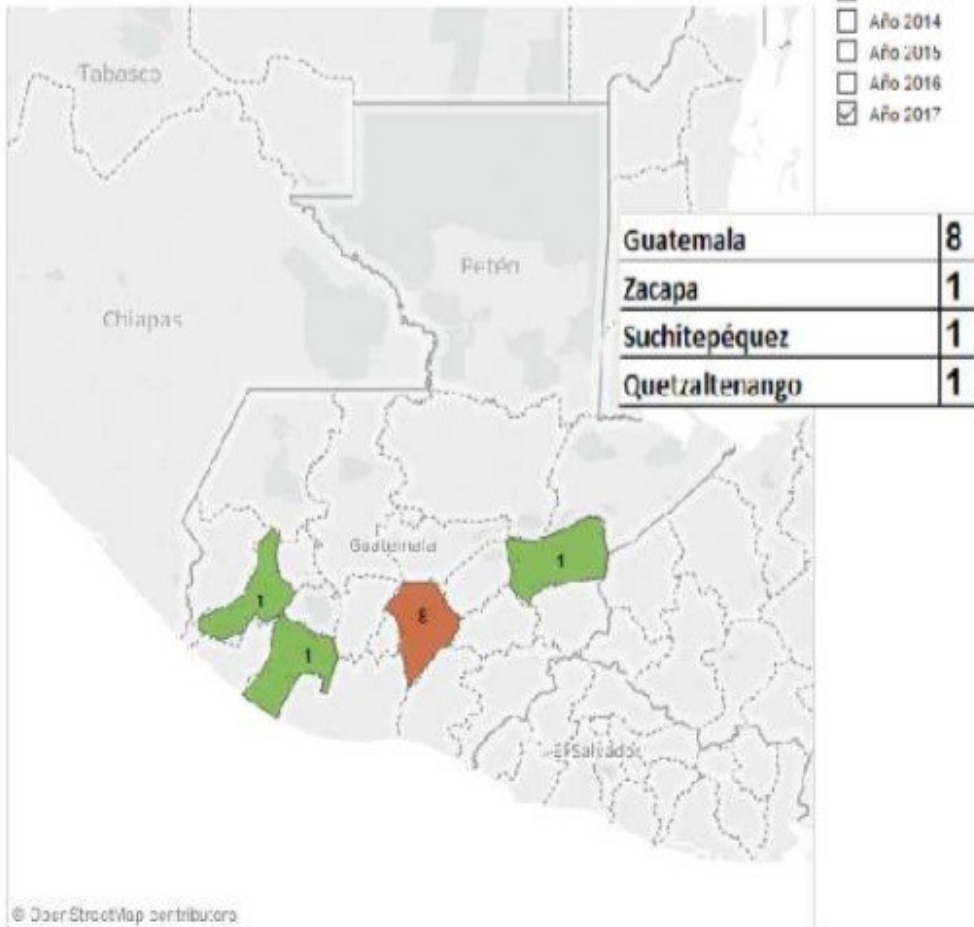 Año 2014
Año 2015
Año 2016
Año 2017
Tabasco
Petén
Chiapas
Guatemala 8
Zacapa 1
Suchitepéquez 1
Quetzaltenango 1
Guatemala
1
1
8
1
El Salvador
© OpenStreetMap contributors